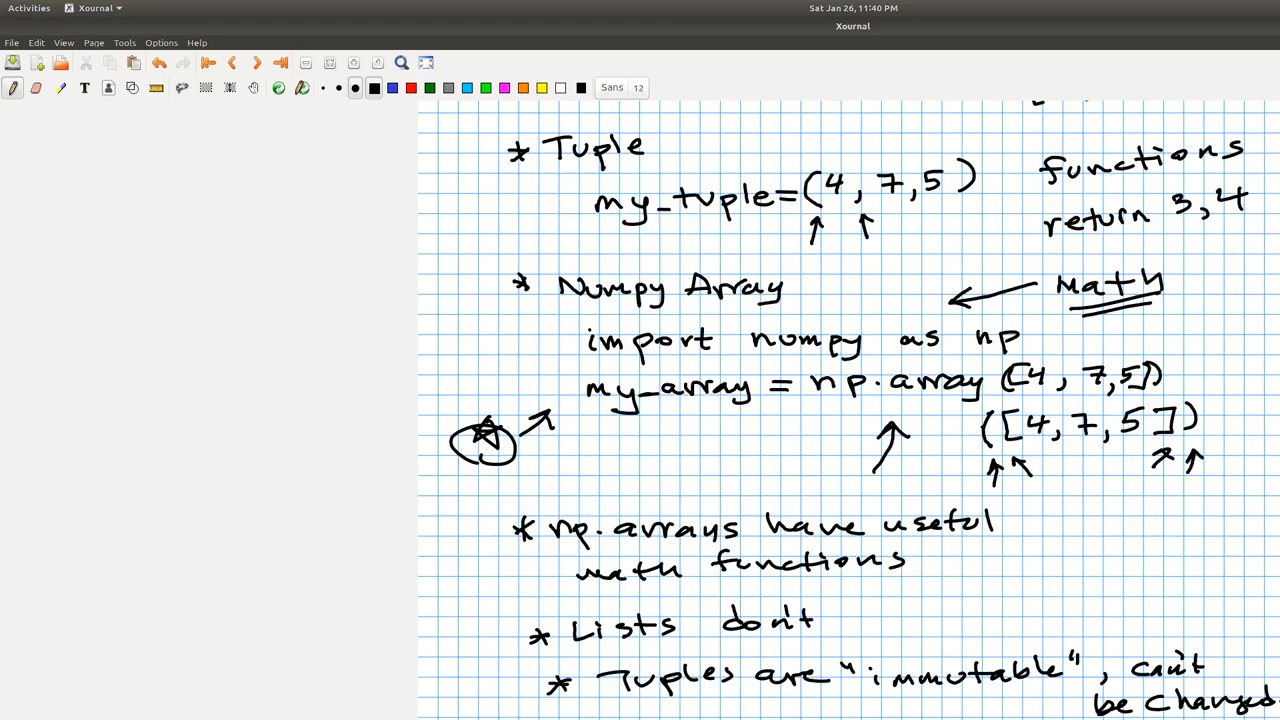 Activities Xournal Sat Jan 26, 11:40 PM
Xournal
File Edit View Page Tools Options Help
Sans 12
* Tuple
my_tuple=(4, 7,5)
functions
return 3,4
* Numpy Array
Math
import numpy as np
my_array = np.array([4, 7,5])
([4,7,5])
* np.arrays have useful
math functions
* Lists don't
* Tuples are "immutable", can't
be changed